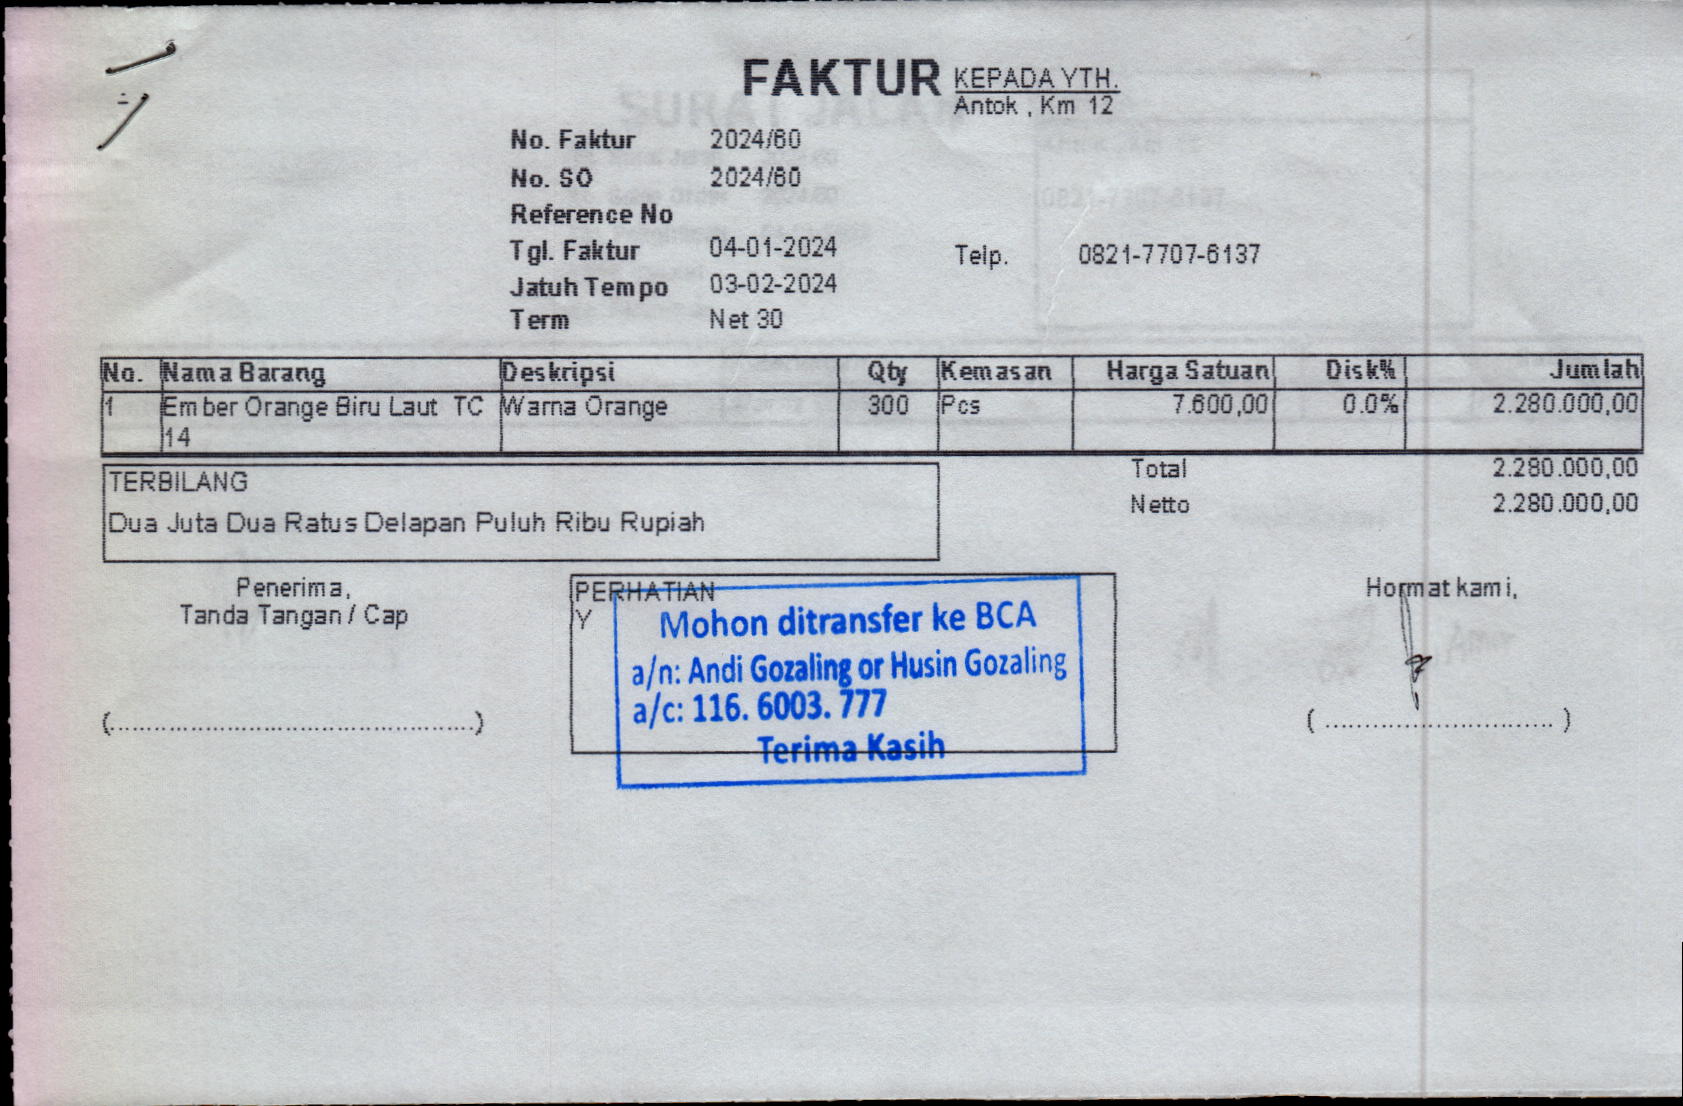 FAKTUR
KEPADA YTH.
Antok , Km 12
No. Faktur 2024/60
No. SO 2024/60
Reference No
Tgl. Faktur 04-01-2024
Telp. 0821-7707-6137
Jatuh Tempo 03-02-2024
Term Net 30
No. Nama Barang Deskripsi Qty Kemasan Harga Satuan Disk% Jumlah
1 Ember Orange Biru Laut TC Warna Orange 300 Pcs 7.600,00 0.0% 2.280.000,00
14
Total 2.280.000,00
Netto 2.280.000,00
TERBILANG
Dua Juta Dua Ratus Delapan Puluh Ribu Rupiah
Penerima,
Tanda Tangan / Cap
(................................................)
PERHATIAN
Y
Mohon ditransfer ke BCA
a/n: Andi Gozaling or Husin Gozaling
a/c: 116. 6003. 777
Terima Kasih
Hormat kami,
( ............................ )